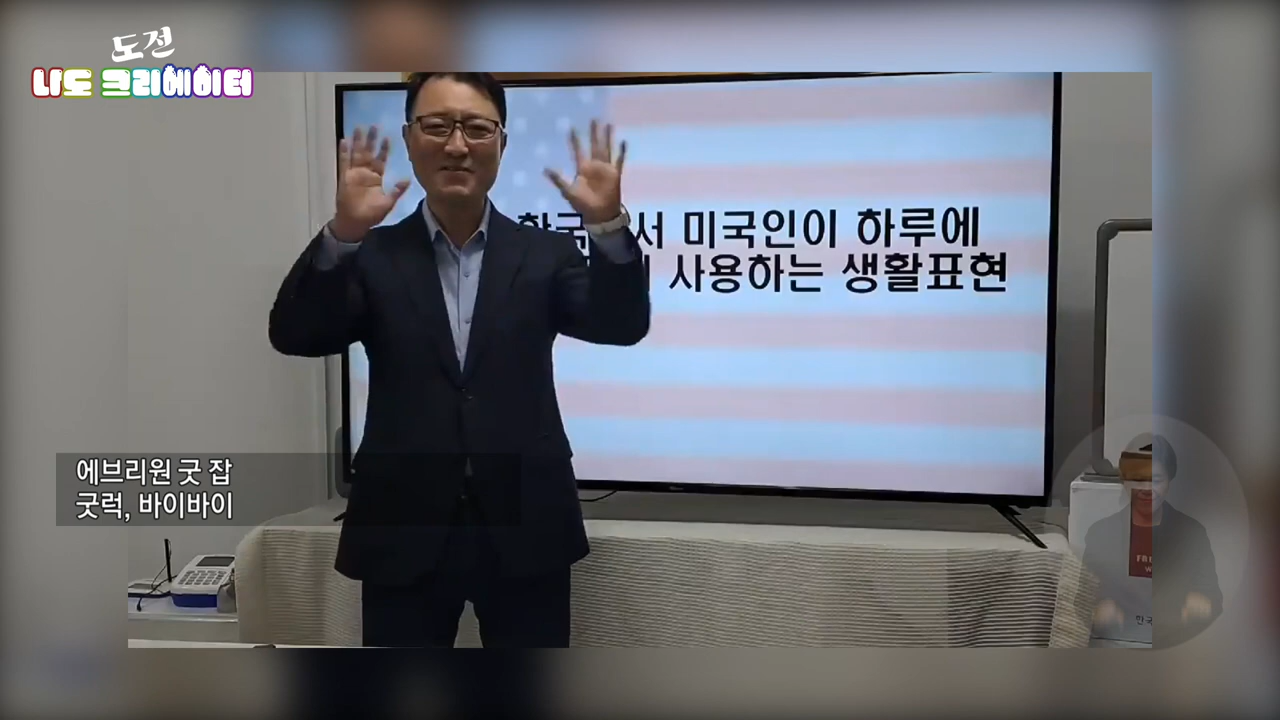 도전
나도 크리에이터
한국 서 미국인이 하루에
사용하는 생활표현
에브리원 굿 잡
굿럭, 바이바이